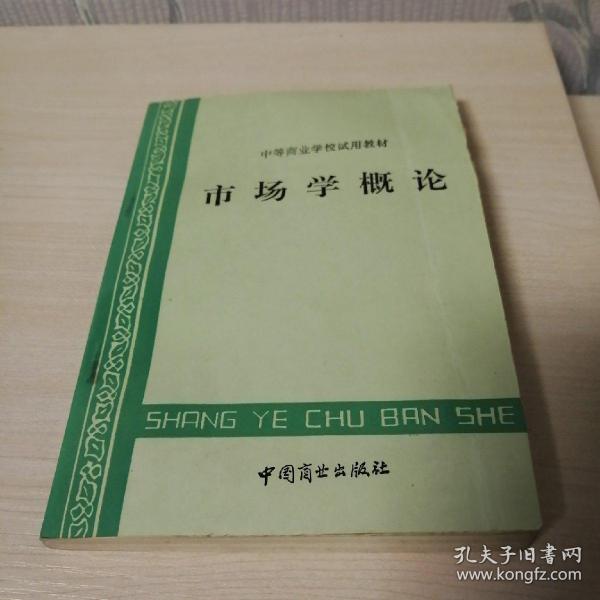 中等商业学校试用教材
市场学概论
SHANG YE CHU BAN SHE
中国商业出版社
孔夫子旧书网
www.kongfz.com